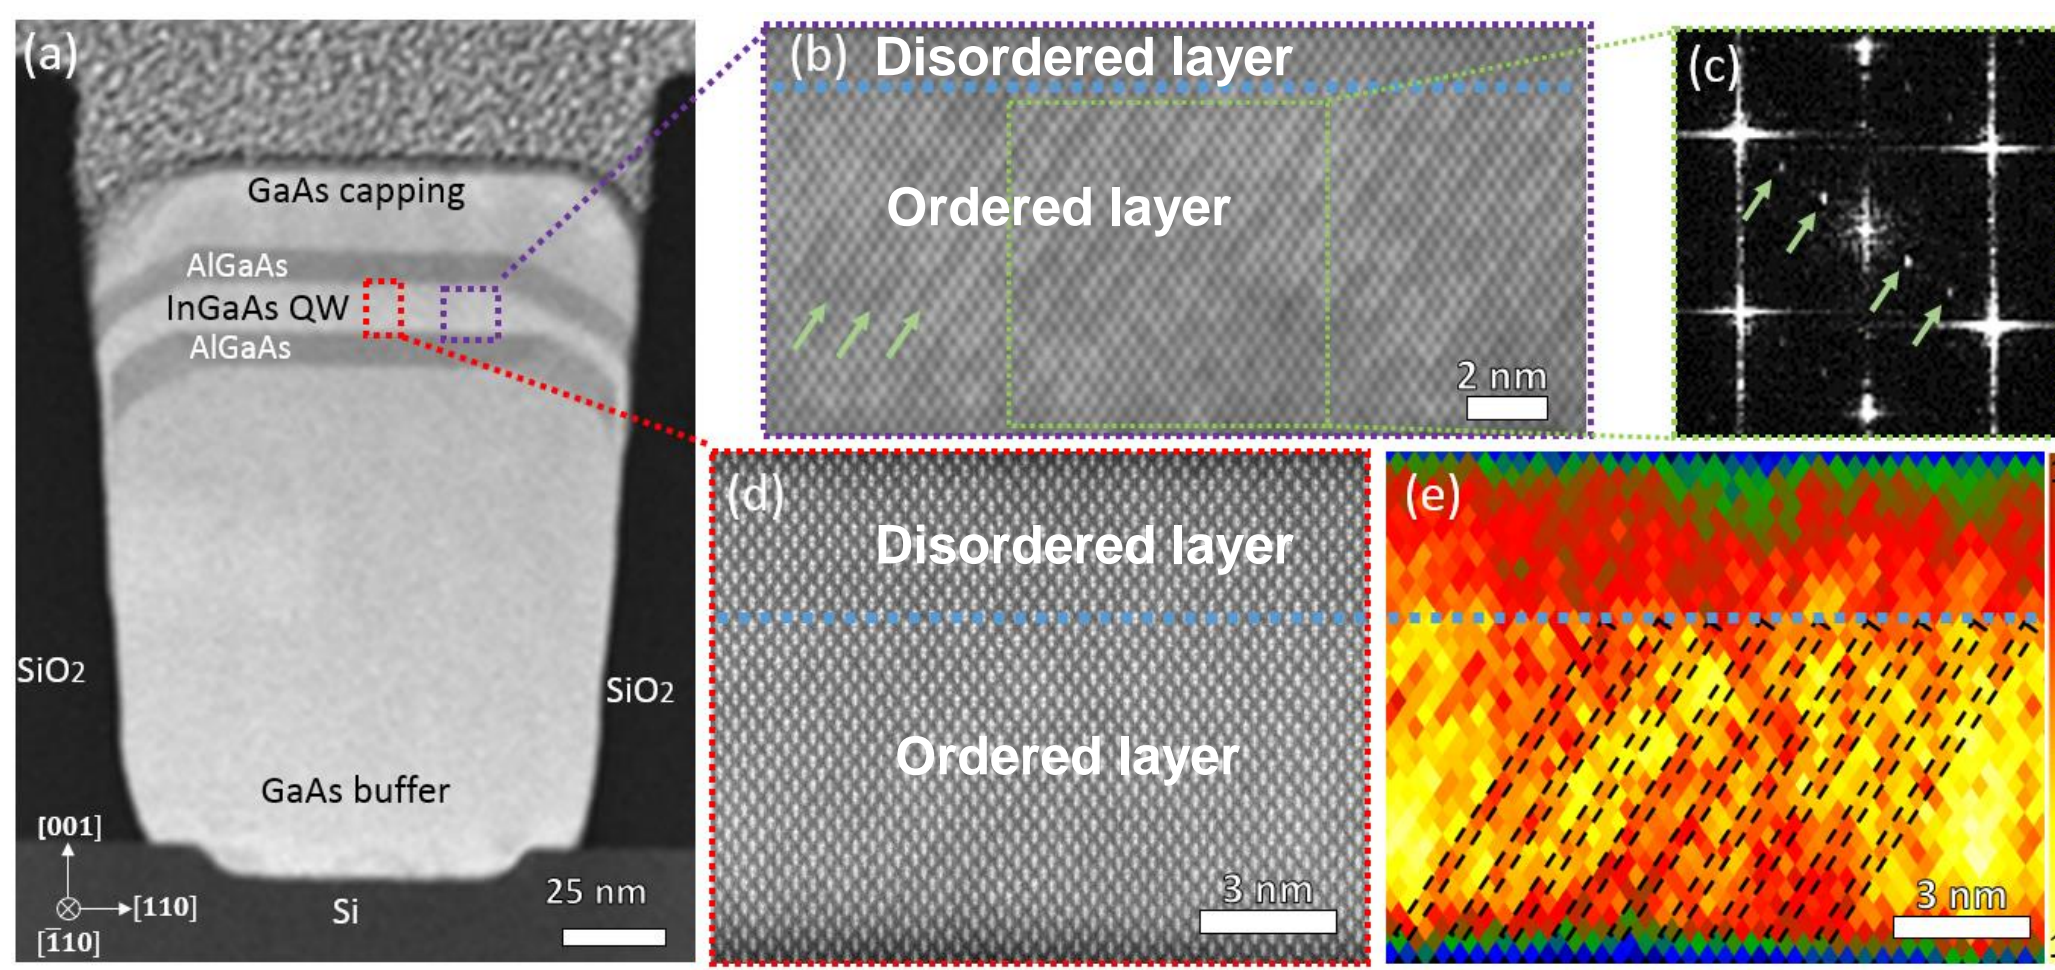 (a)
GaAs capping
AlGaAs
InGaAs QW
AlGaAs
SiO2
SiO2
GaAs buffer
[001]
[110]
[1̅10]
Si
25 nm
(b)
Disordered layer
Ordered layer
2 nm
(c)
(d)
Disordered layer
Ordered layer
3 nm
(e)
3 nm